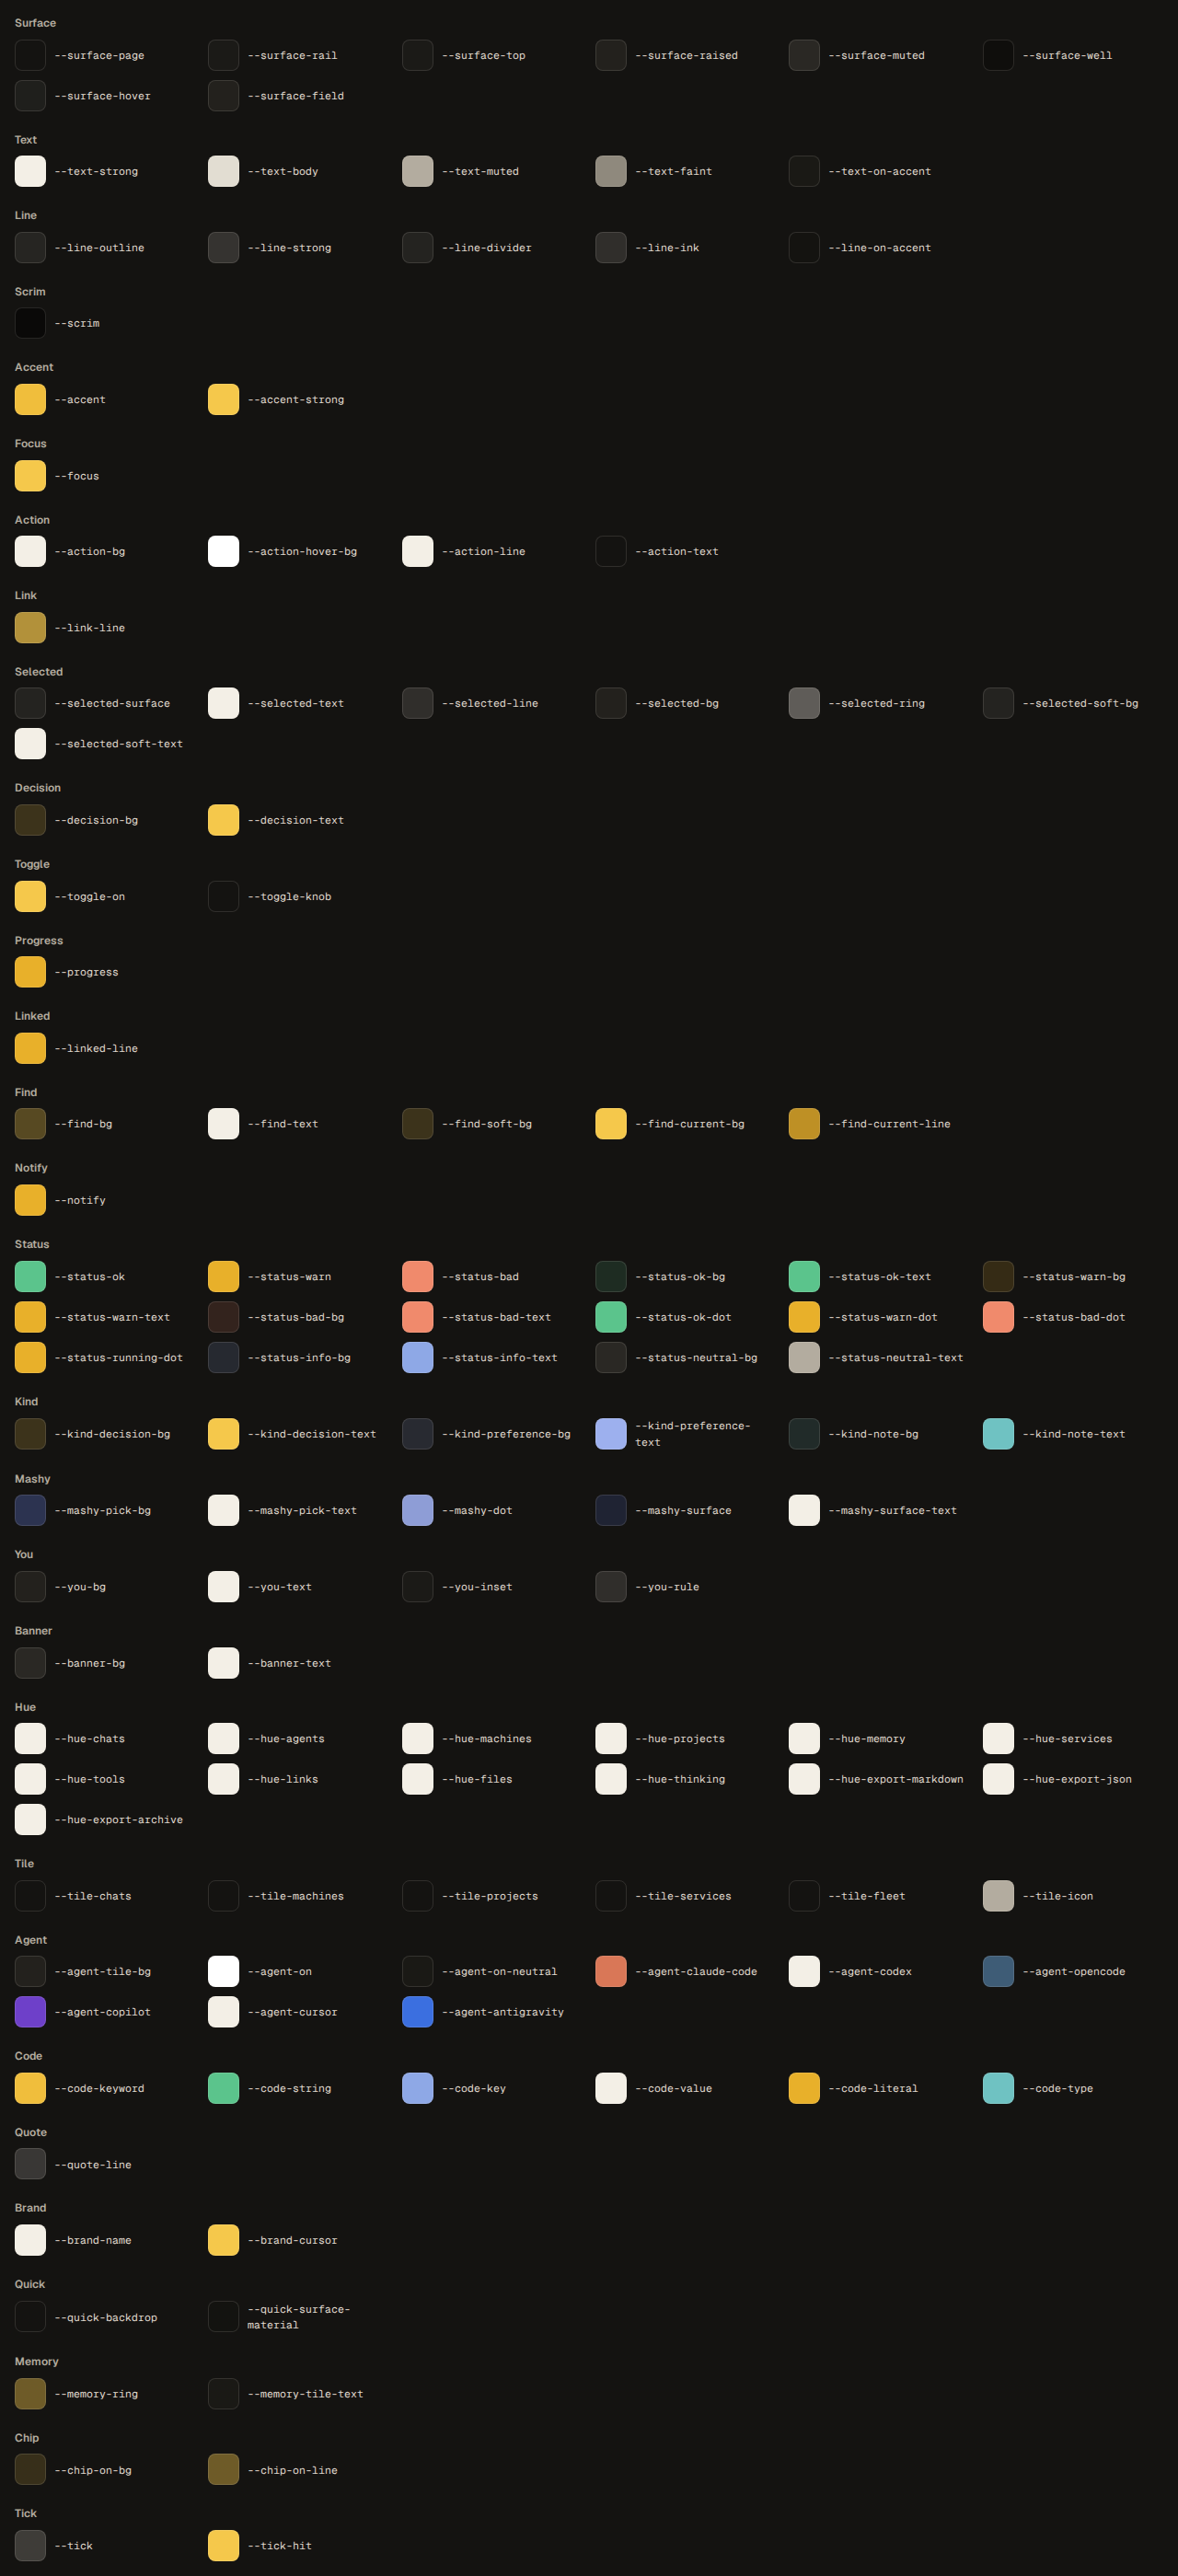 Surface
--surface-page --surface-rail --surface-top --surface-raised --surface-muted --surface-well
--surface-hover --surface-field
Text
--text-strong --text-body --text-muted --text-faint --text-on-accent
Line
--line-outline --line-strong --line-divider --line-ink --line-on-accent
Scrim
--scrim
Accent
--accent --accent-strong
Focus
--focus
Action
--action-bg --action-hover-bg --action-line --action-text
Link
--link-line
Selected
--selected-surface --selected-text --selected-line --selected-bg --selected-ring --selected-soft-bg
--selected-soft-text
Decision
--decision-bg --decision-text
Toggle
--toggle-on --toggle-knob
Progress
--progress
Linked
--linked-line
Find
--find-bg --find-text --find-soft-bg --find-current-bg --find-current-line
Notify
--notify
Status
--status-ok --status-warn --status-bad --status-ok-bg --status-ok-text --status-warn-bg
--status-warn-text --status-bad-bg --status-bad-text --status-ok-dot --status-warn-dot --status-bad-dot
--status-running-dot --status-info-bg --status-info-text --status-neutral-bg --status-neutral-text
Kind
--kind-decision-bg --kind-decision-text --kind-preference-bg --kind-preference-
text --kind-note-bg --kind-note-text
Mashy
--mashy-pick-bg --mashy-pick-text --mashy-dot --mashy-surface --mashy-surface-text
You
--you-bg --you-text --you-inset --you-rule
Banner
--banner-bg --banner-text
Hue
--hue-chats --hue-agents --hue-machines --hue-projects --hue-memory --hue-services
--hue-tools --hue-links --hue-files --hue-thinking --hue-export-markdown --hue-export-json
--hue-export-archive
Tile
--tile-chats --tile-machines --tile-projects --tile-services --tile-fleet --tile-icon
Agent
--agent-tile-bg --agent-on --agent-on-neutral --agent-claude-code --agent-codex --agent-opencode
--agent-copilot --agent-cursor --agent-antigravity
Code
--code-keyword --code-string --code-key --code-value --code-literal --code-type
Quote
--quote-line
Brand
--brand-name --brand-cursor
Quick
--quick-backdrop --quick-surface-
material
Memory
--memory-ring --memory-tile-text
Chip
--chip-on-bg --chip-on-line
Tick
--tick --tick-hit